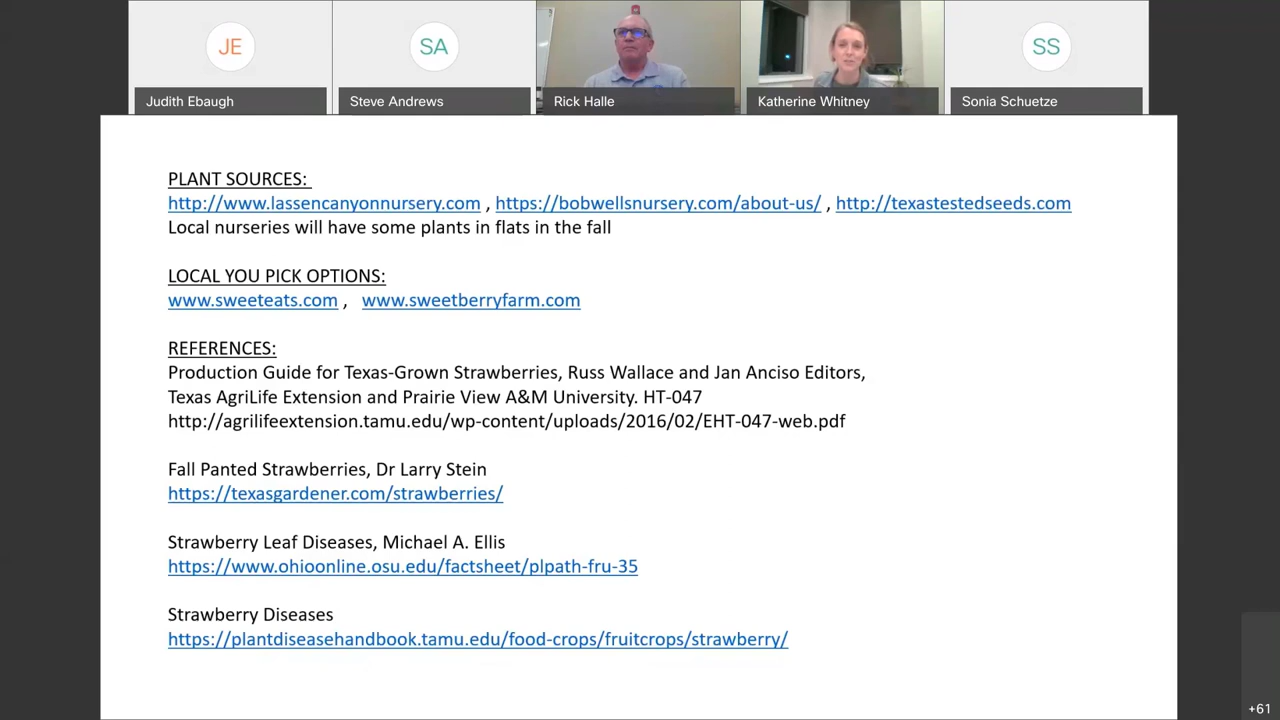 JE
SA
SS
Judith Ebaugh
Steve Andrews
Rick Halle
Katherine Whitney
Sonia Schuetze
PLANT SOURCES:
http://www.lassencanyonnursery.com , https://bobwellsnursery.com/about-us/ , http://texastestedseeds.com
Local nurseries will have some plants in flats in the fall
LOCAL YOU PICK OPTIONS:
www.sweeteats.com , www.sweetberryfarm.com
REFERENCES:
Production Guide for Texas-Grown Strawberries, Russ Wallace and Jan Anciso Editors,
Texas AgriLife Extension and Prairie View A&M University. HT-047
http://agrilifeextension.tamu.edu/wp-content/uploads/2016/02/EHT-047-web.pdf
Fall Panted Strawberries, Dr Larry Stein
https://texasgardener.com/strawberries/
Strawberry Leaf Diseases, Michael A. Ellis
https://www.ohioonline.osu.edu/factsheet/plpath-fru-35
Strawberry Diseases
https://plantdiseasehandbook.tamu.edu/food-crops/fruitcrops/strawberry/
+61